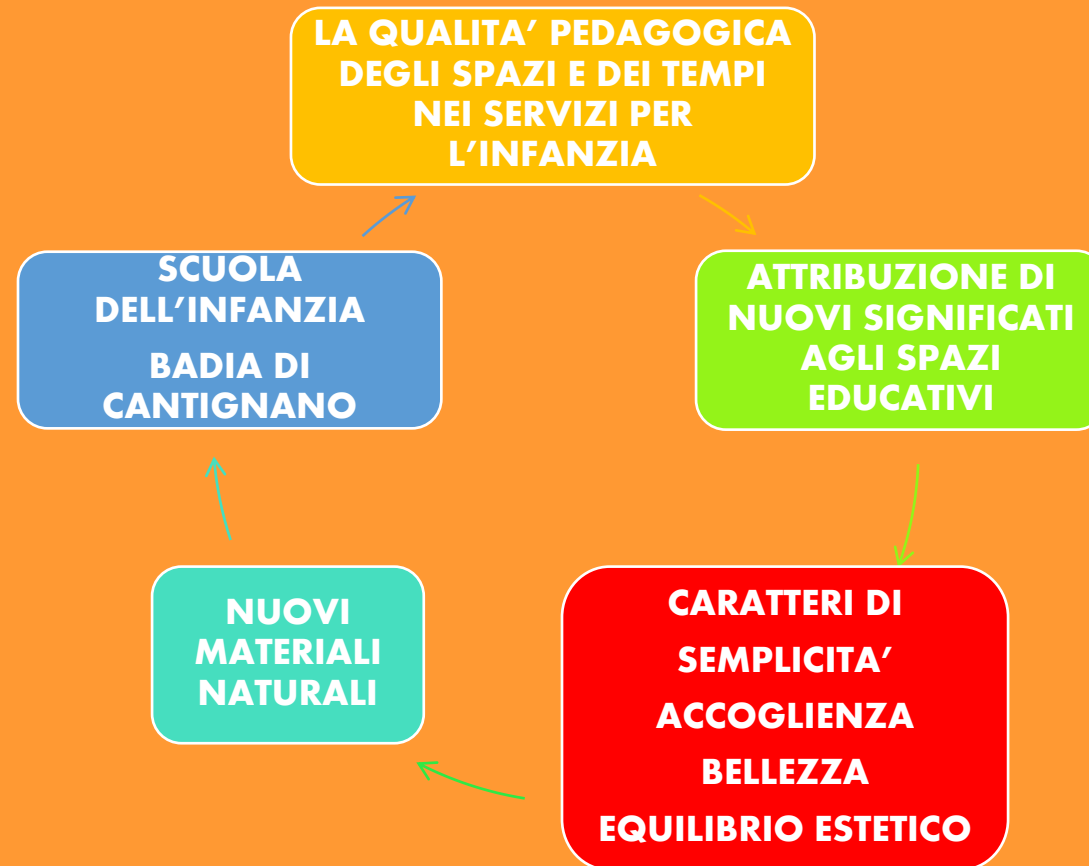 LA QUALITA’ PEDAGOGICA
DEGLI SPAZI E DEI TEMPI
NEI SERVIZI PER
L’INFANZIA
ATTRIBUZIONE DI
NUOVI SIGNIFICATI
AGLI SPAZI
EDUCATIVI
CARATTERI DI
SEMPLICITA’
ACCOGLIENZA
BELLEZZA
EQUILIBRIO ESTETICO
NUOVI
MATERIALI
NATURALI
SCUOLA
DELL’INFANZIA
BADIA DI
CANTIGNANO